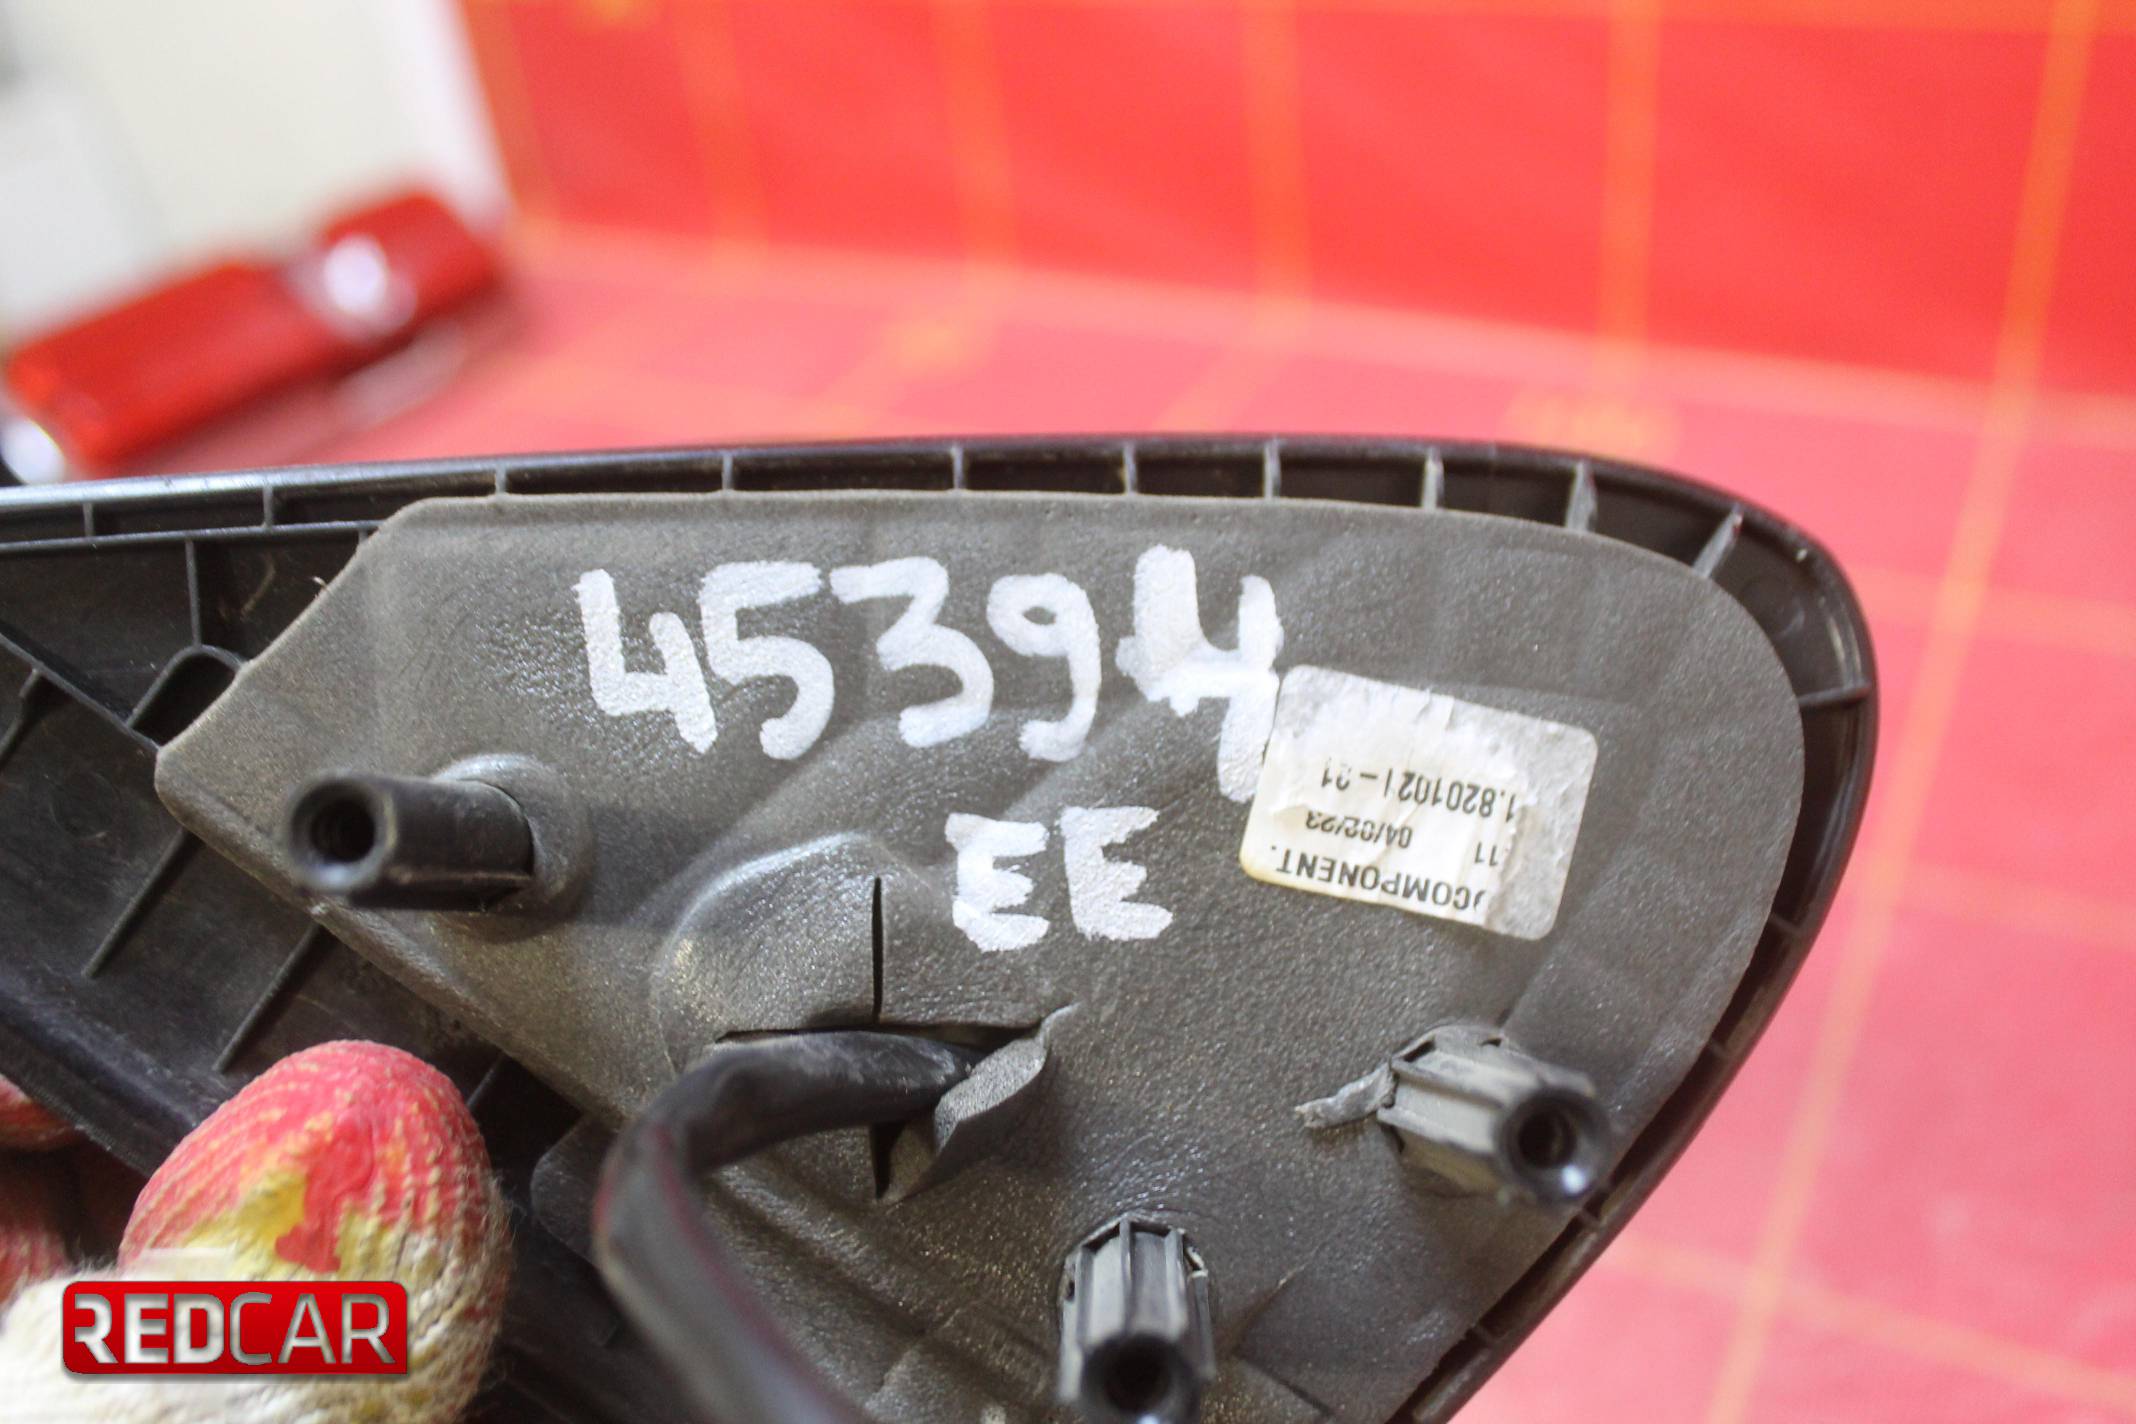 45394
EE
COMPONENT.
11 04/02/23
1.8201021-21
REDCAR